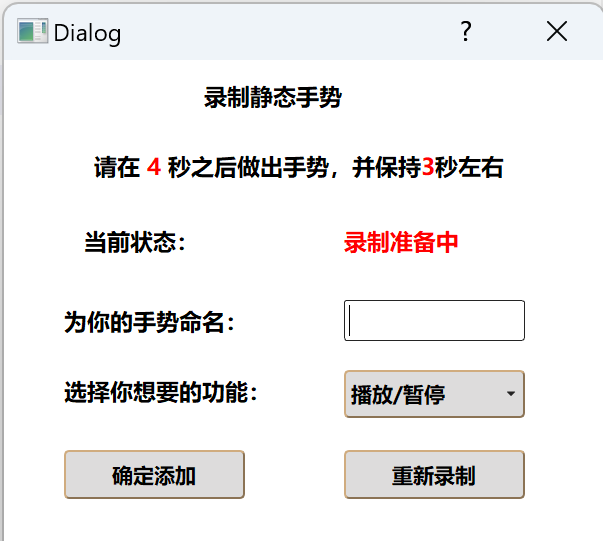 Dialog
?
录制静态手势
请在 4 秒之后做出手势，并保持3秒左右
当前状态： 录制准备中
为你的手势命名：
选择你想要的功能： 播放/暂停
确定添加 重新录制